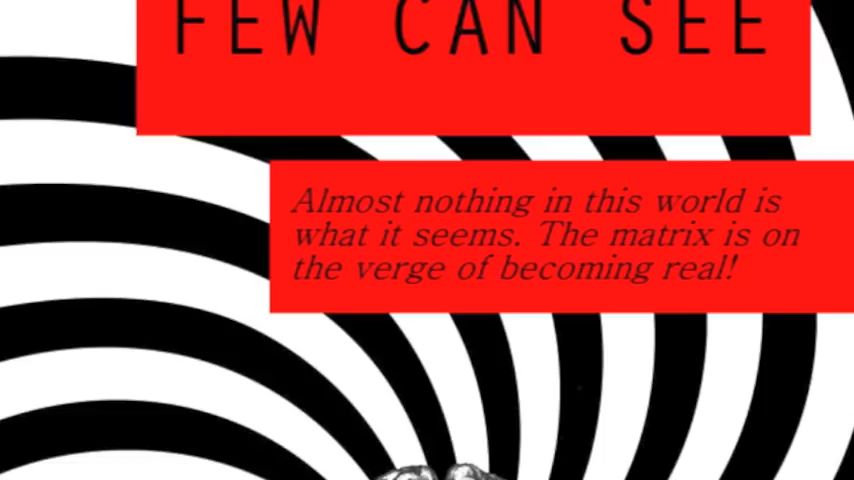 FEW CAN SEE
Almost nothing in this world is
what it seems. The matrix is on
the verge of becoming real!